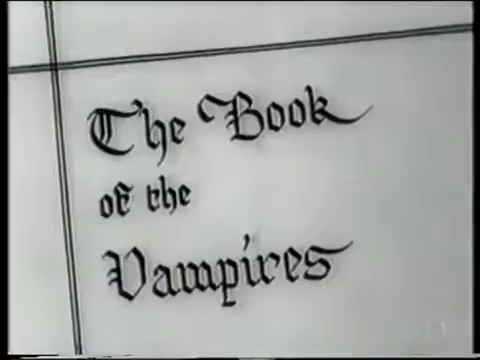 The Book
of the
Vampires